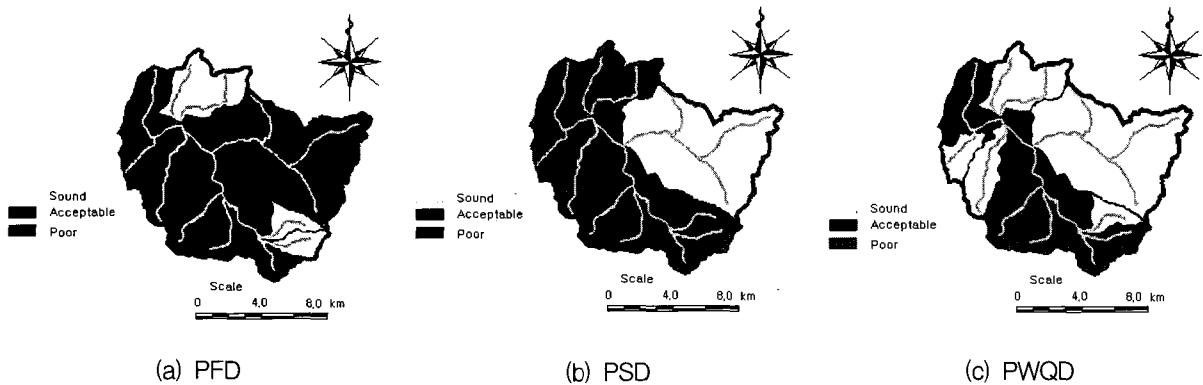 Sound
Acceptable
Poor
Scale
0 4,0 8,0 km
(a) PFD
Sound
Acceptable
Poor
Scale
0 4,0 8,0 km
(b) PSD
Sound
Acceptable
Poor
Scale
0 4,0 8,0 km
(c) PWQD